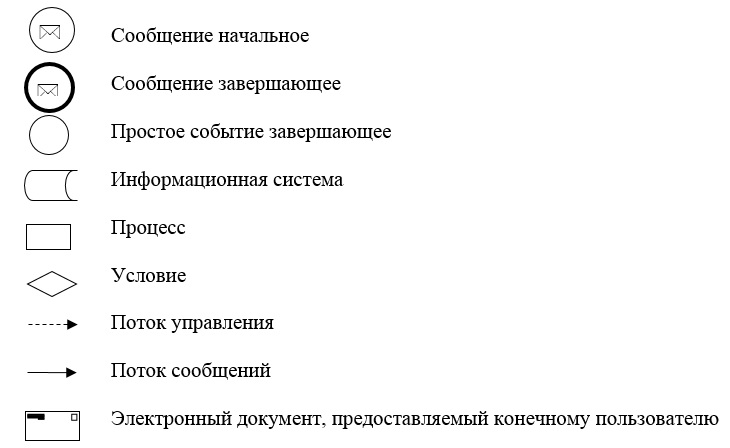 Сообщение начальное
Сообщение завершающее
Простое событие завершающее
Информационная система
Процесс
Условие
Поток управления
Поток сообщений
Электронный документ, предоставляемый конечному пользователю